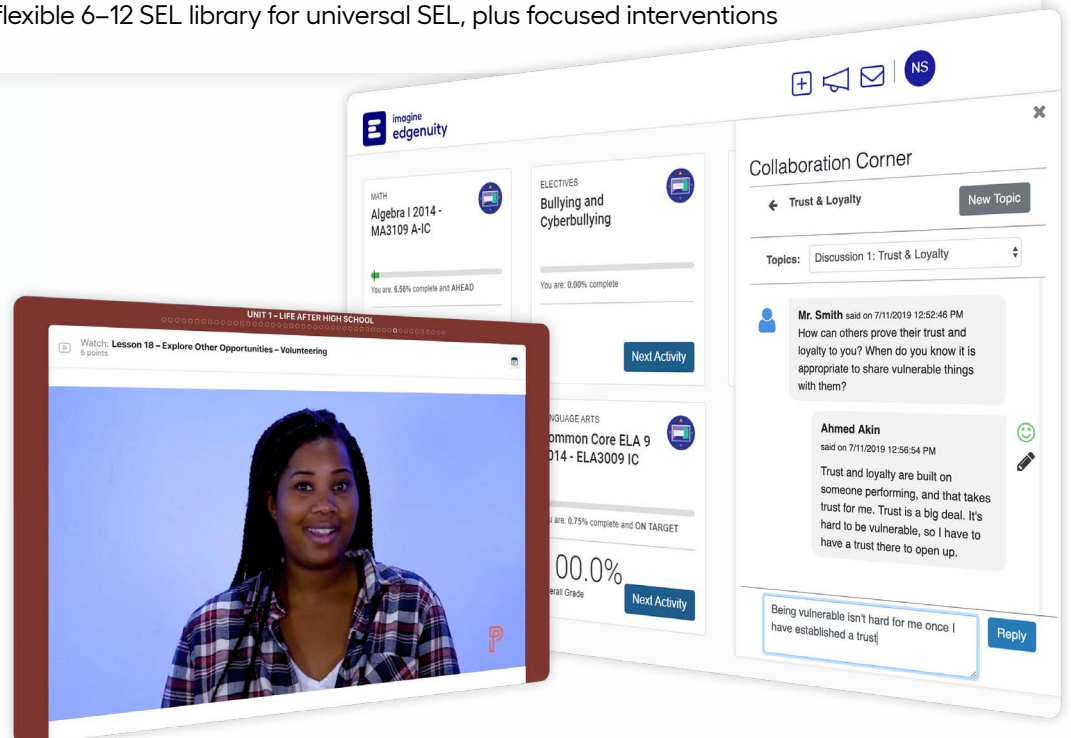 flexible 6–12 SEL library for universal SEL, plus focused interventions
NS
imagine
edgenuity
MATH
Algebra I 2014 -
MA3109 A-IC
You are: 6.56% complete and AHEAD
ELECTIVES
Bullying and
Cyberbullying
You are: 0.00% complete
Next Activity
NGUAGE ARTS
ommon Core ELA 9
014 - ELA3009 IC
u are: 0.75% complete and ON TARGET
00.0%
erall Grade
Next Activity
Collaboration Corner
Trust & Loyalty
New Topic
Topics: Discussion 1: Trust & Loyalty
Mr. Smith said on 7/11/2019 12:52:46 PM
How can others prove their trust and
loyalty to you? When do you know it is
appropriate to share vulnerable things
with them?
Ahmed Akin
said on 7/11/2019 12:56:54 PM
Trust and loyalty are built on
someone performing, and that takes
trust for me. Trust is a big deal. It's
hard to be vulnerable, so I have to
have a trust there to open up.
Being vulnerable isn't hard for me once I
have established a trust
Reply
UNIT 1 – LIFE AFTER HIGH SCHOOL
Watch: Lesson 18 – Explore Other Opportunities – Volunteering
5 points
P